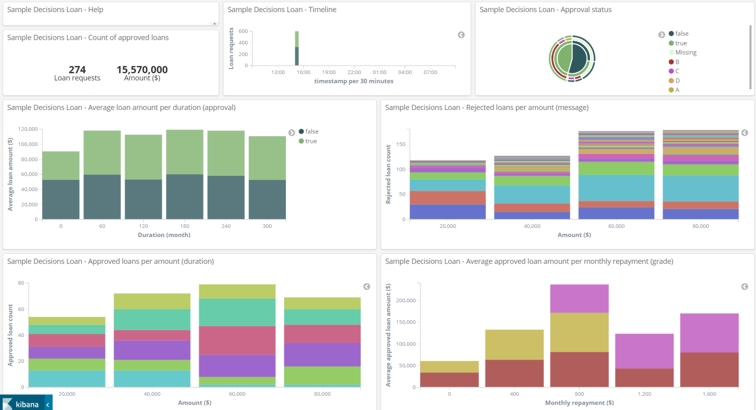 Sample Decisions Loan - Help
Sample Decisions Loan - Count of approved loans
274
Loan requests
15,570,000
Amount ($)
Sample Decisions Loan - Timeline
Loan requests
600
400
200
0
13:00
16:00
19:00
22:00
01:00
04:00
07:00
timestamp per 30 minutes
Sample Decisions Loan - Approval status
false
true
Missing
B
C
D
A
Sample Decisions Loan - Average loan amount per duration (approval)
Average loan amount ($)
120,000
100,000
80,000
60,000
40,000
20,000
0
0
60
120
180
240
300
Duration (month)
false
true
Sample Decisions Loan - Rejected loans per amount (message)
Rejected loan count
150
100
50
0
20,000
40,000
60,000
80,000
Amount ($)
Sample Decisions Loan - Approved loans per amount (duration)
Approved loan count
80
60
40
20
0
20,000
40,000
60,000
80,000
Amount ($)
Sample Decisions Loan - Average approved loan amount per monthly repayment (grade)
Average approved loan amount ($)
200,000
150,000
100,000
50,000
0
0
400
800
1,200
1,600
Monthly repayment ($)
kibana